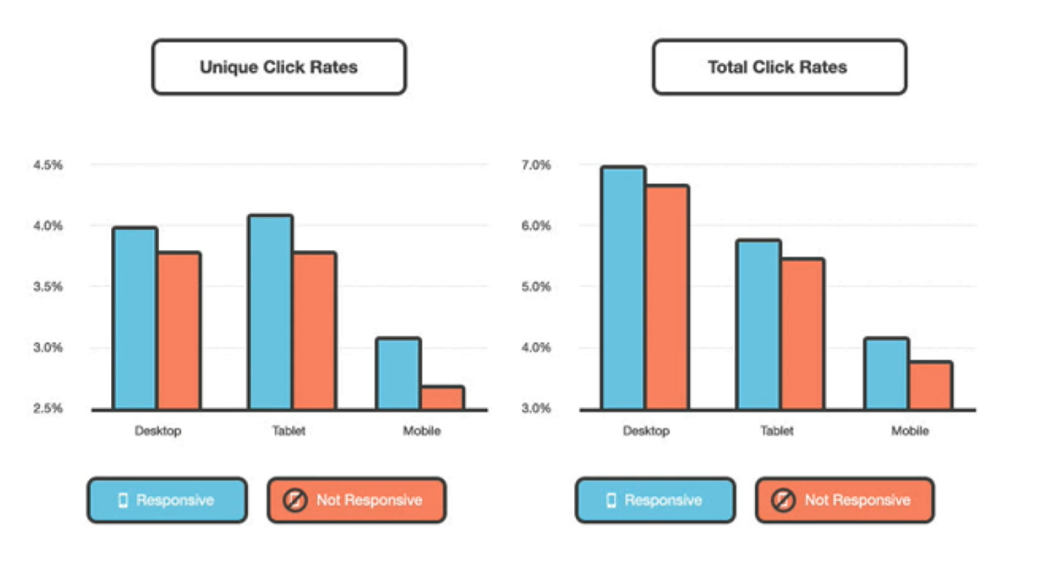 Unique Click Rates
4.5%
4.0%
3.5%
3.0%
2.5%
Desktop Tablet Mobile
Responsive Not Responsive
Total Click Rates
7.0%
6.0%
5.0%
4.0%
3.0%
Desktop Tablet Mobile
Responsive Not Responsive